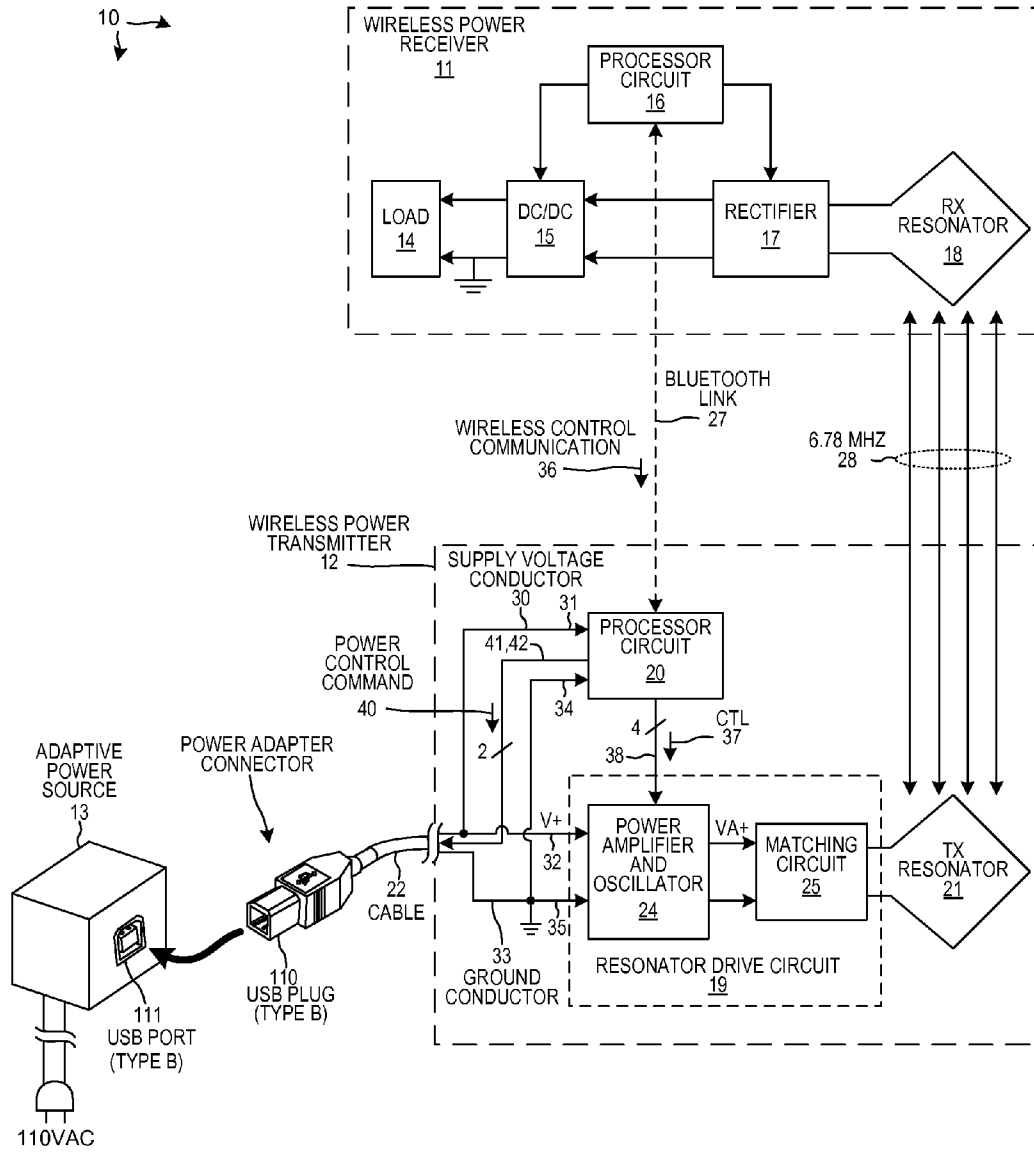 10
WIRELESS POWER
RECEIVER
11
PROCESSOR
CIRCUIT
16
LOAD
14
DC/DC
15
RECTIFIER
17
RX
RESONATOR
18
BLUETOOTH
LINK
27
WIRELESS CONTROL
COMMUNICATION
36
6.78 MHZ
28
WIRELESS POWER
TRANSMITTER
12
SUPPLY VOLTAGE
CONDUCTOR
30
31
41,42
34
PROCESSOR
CIRCUIT
20
POWER
CONTROL
COMMAND
40
2
4
38
CTL
37
ADAPTIVE
POWER
SOURCE
13
POWER ADAPTER
CONNECTOR
V+
32
POWER
AMPLIFIER
AND
OSCILLATOR
24
VA+
MATCHING
CIRCUIT
25
TX
RESONATOR
21
22
CABLE
35
33
GROUND
CONDUCTOR
RESONATOR DRIVE CIRCUIT
19
110
USB PLUG
(TYPE B)
111
USB PORT
(TYPE B)
110VAC